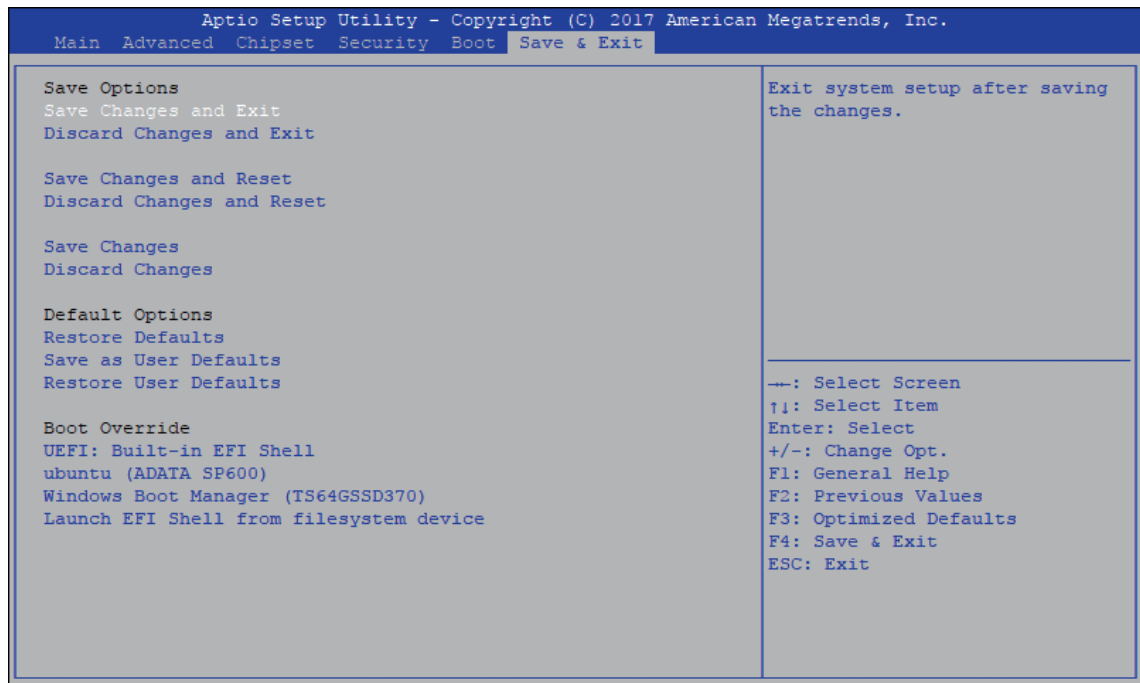 Aptio Setup Utility - Copyright (C) 2017 American Megatrends, Inc.
Main Advanced Chipset Security Boot Save & Exit
Save Options
Save Changes and Exit
Discard Changes and Exit
Save Changes and Reset
Discard Changes and Reset
Save Changes
Discard Changes
Default Options
Restore Defaults
Save as User Defaults
Restore User Defaults
Boot Override
UEFI: Built-in EFI Shell
ubuntu (ADATA SP600)
Windows Boot Manager (TS64GSSD370)
Launch EFI Shell from filesystem device
Exit system setup after saving
the changes.
→←: Select Screen
↑↓: Select Item
Enter: Select
+/-: Change Opt.
F1: General Help
F2: Previous Values
F3: Optimized Defaults
F4: Save & Exit
ESC: Exit